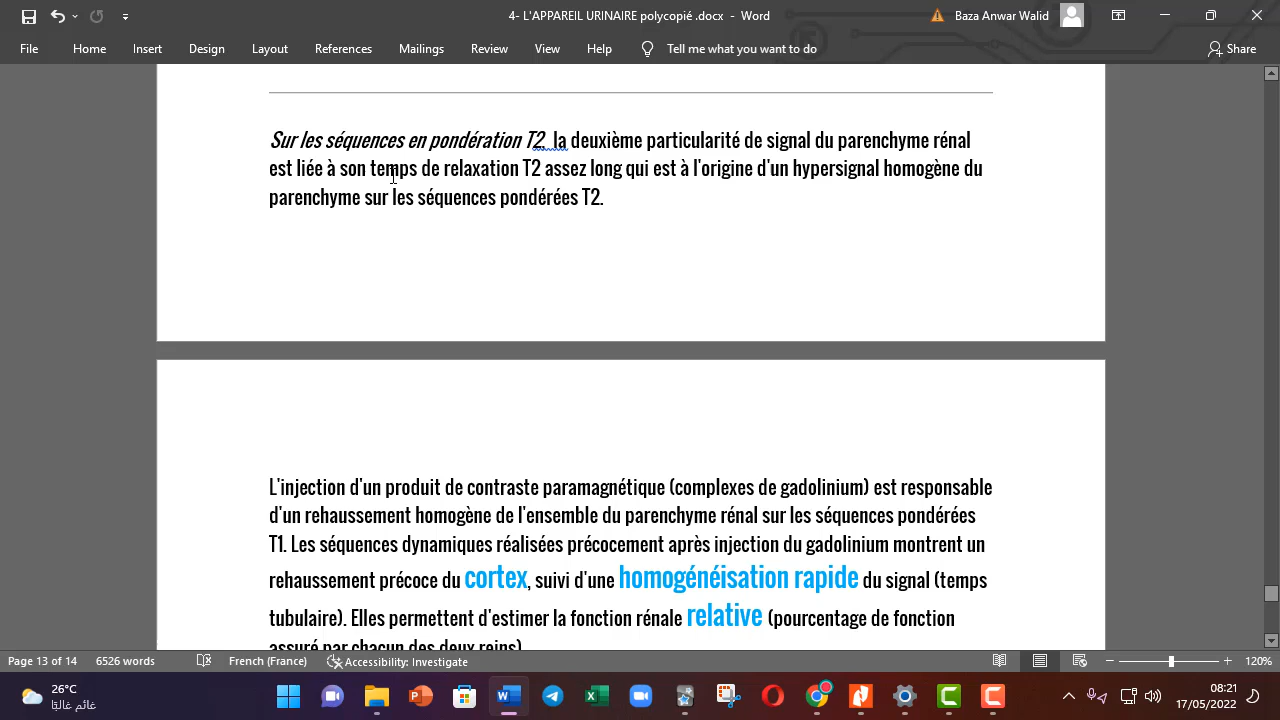 4- L'APPAREIL URINAIRE polycopié .docx - Word
Baza Anwar Walid
File Home Insert Design Layout References Mailings Review View Help Tell me what you want to do Share
Sur les séquences en pondération T2. la deuxième particularité de signal du parenchyme rénal
est liée à son temps de relaxation T2 assez long qui est à l'origine d'un hypersignal homogène du
parenchyme sur les séquences pondérées T2.
L'injection d'un produit de contraste paramagnétique (complexes de gadolinium) est responsable
d'un rehaussement homogène de l'ensemble du parenchyme rénal sur les séquences pondérées
T1. Les séquences dynamiques réalisées précocement après injection du gadolinium montrent un
rehaussement précoce du cortex, suivi d'une homogénéisation rapide du signal (temps
tubulaire). Elles permettent d'estimer la fonction rénale relative (pourcentage de fonction
assuré par chacun des deux reins)
Page 13 of 14 6526 words French (France) Accessibility: Investigate 120%
26°C 08:21
غائم غالبًا 17/05/2022